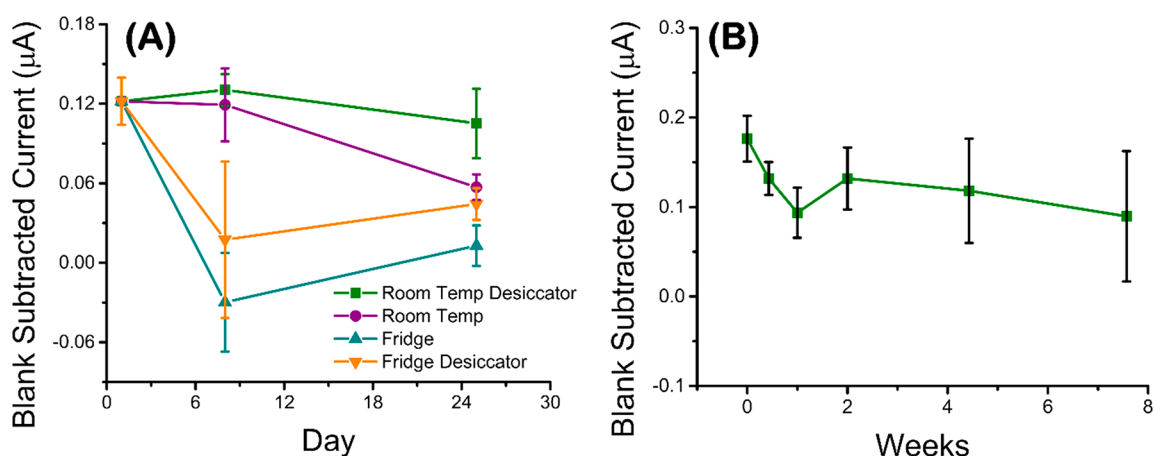 (A)
Blank Subtracted Current (µA)
0.18
0.12
0.06
0.00
-0.06
0 6 12 18 24 30
Day
Room Temp Desiccator
Room Temp
Fridge
Fridge Desiccator
(B)
Blank Subtracted Current (µA)
0.3
0.2
0.1
0.0
-0.1
0 2 4 6 8
Weeks